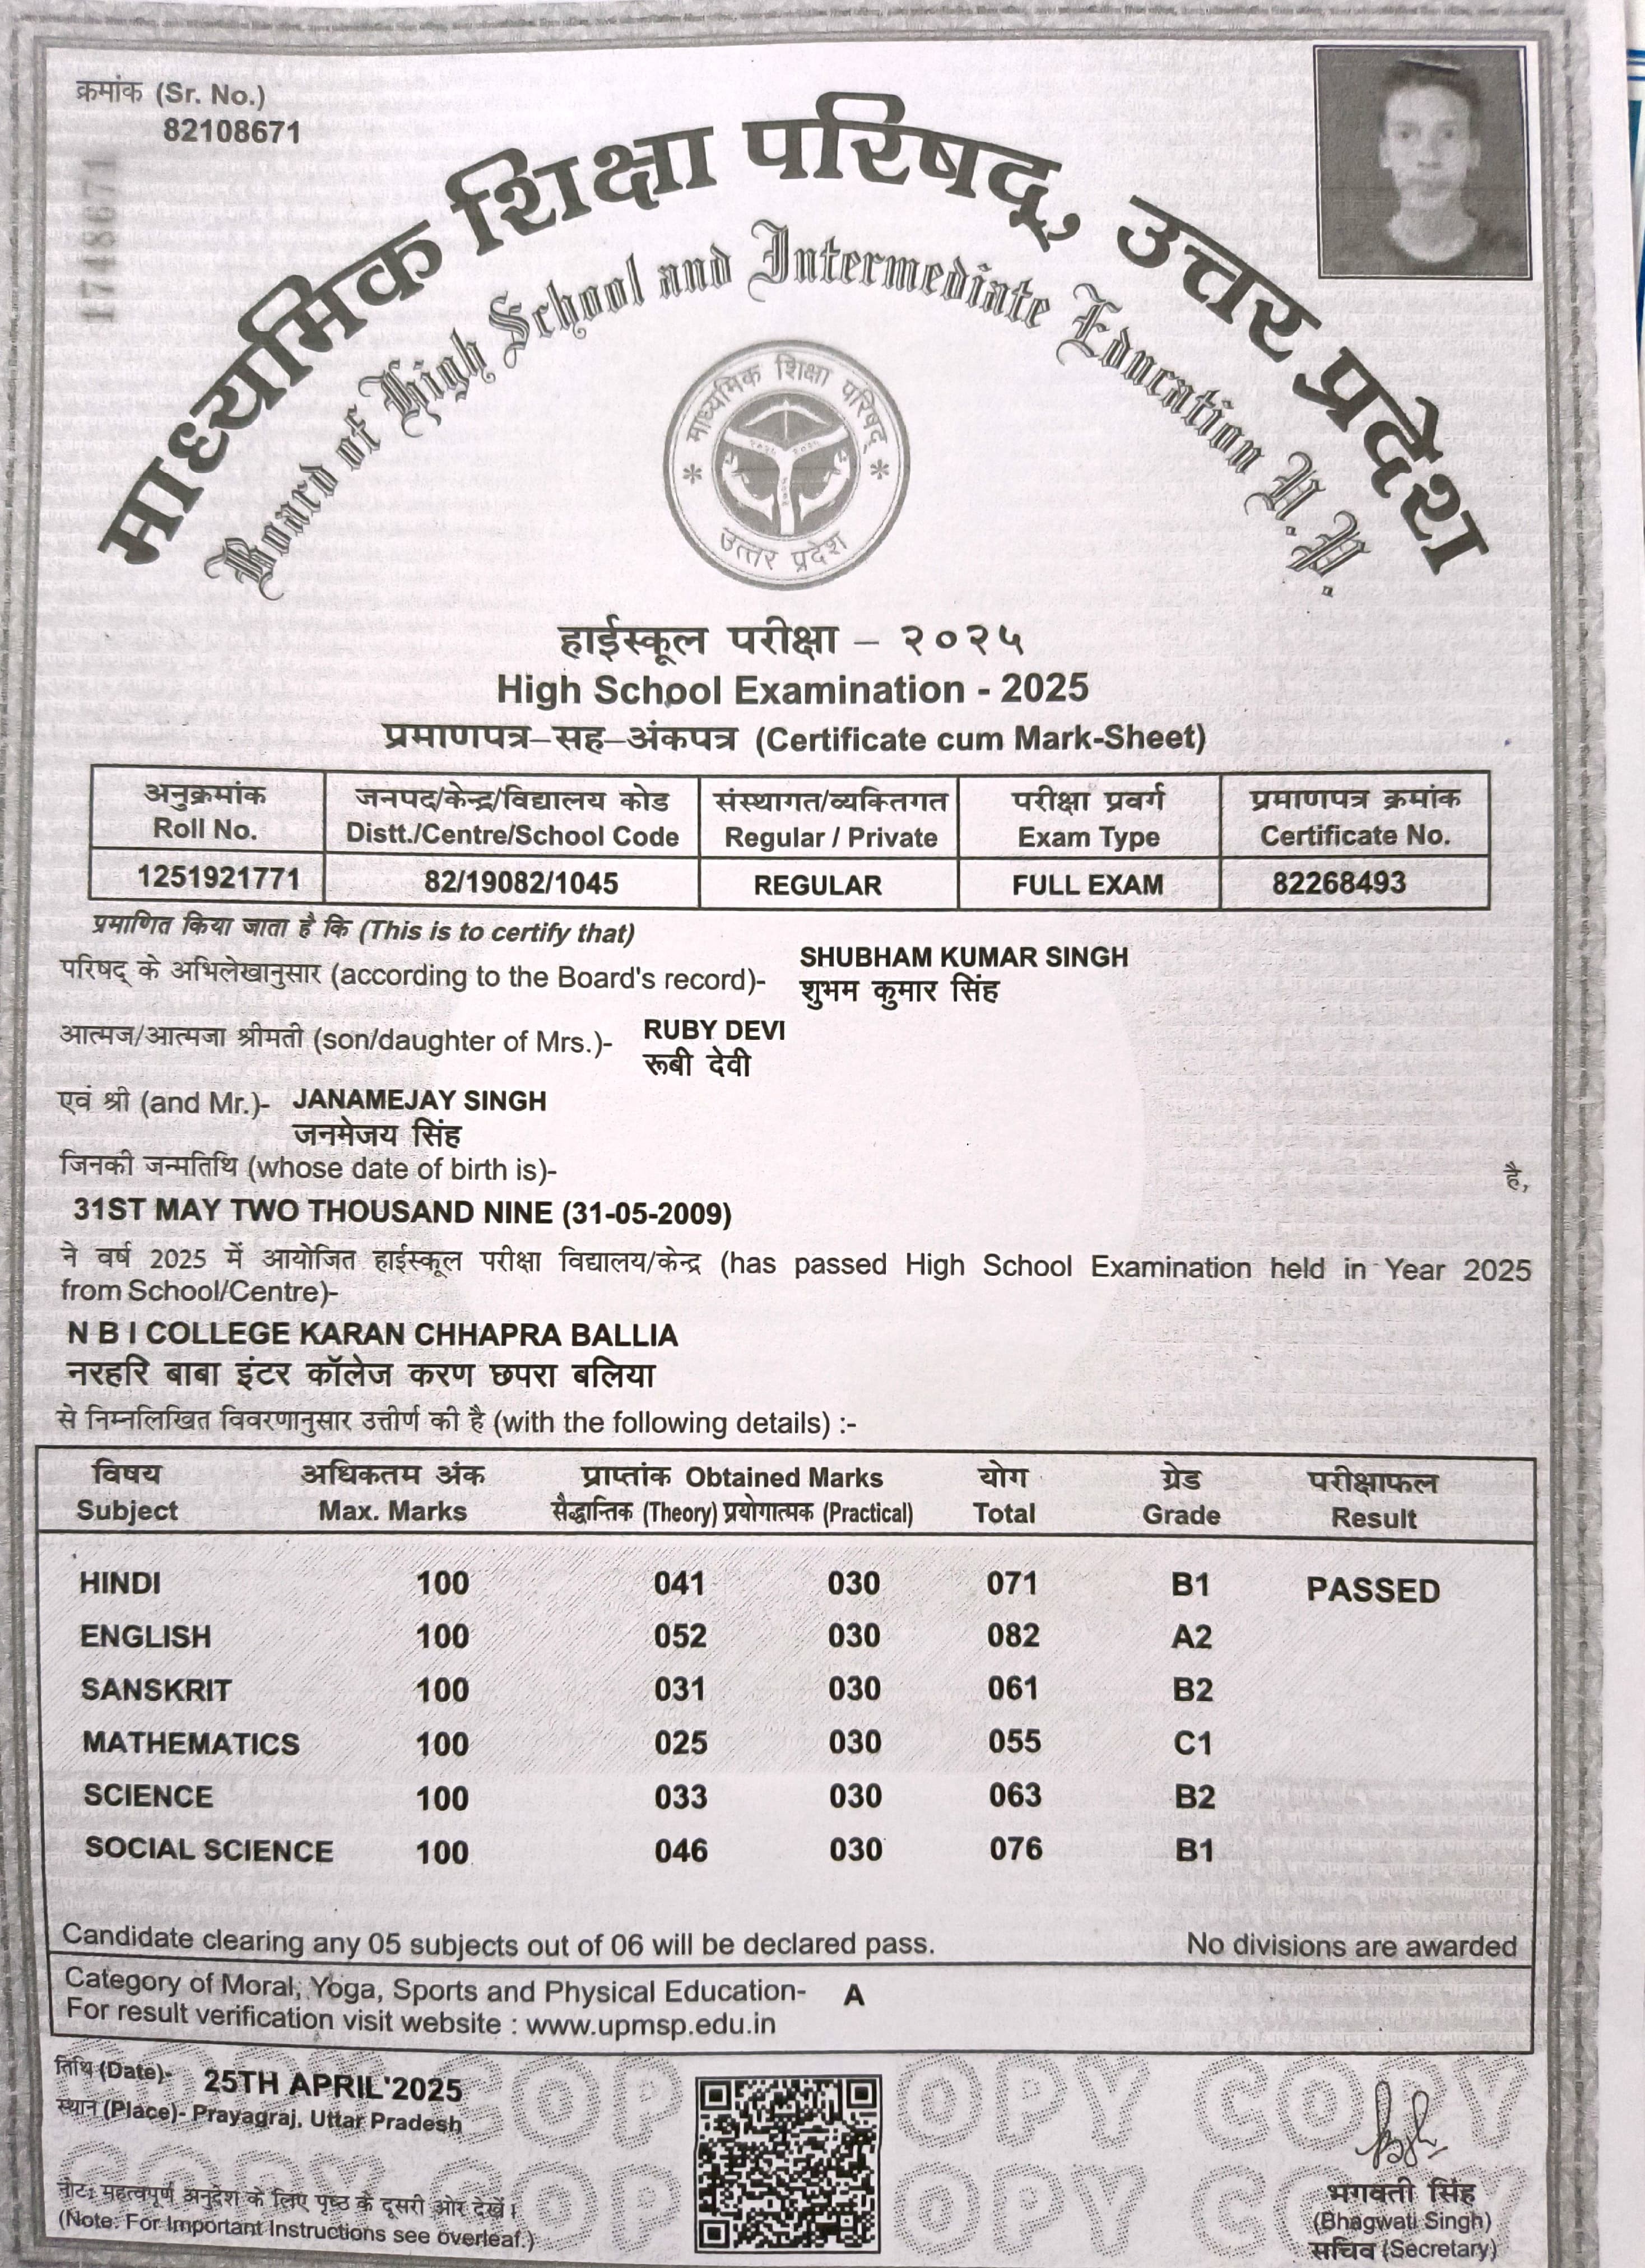 क्रमांक (Sr. No.)
82108671
1748671
माध्यमिक शिक्षा परिषद्, उत्तर प्रदेश
Board of High School and Intermediate Education U.P.
माध्यमिक शिक्षा परिषद्
उत्तर प्रदेश
हाईस्कूल परीक्षा – २०२५
High School Examination - 2025
प्रमाणपत्र–सह–अंकपत्र (Certificate cum Mark-Sheet)
अनुक्रमांक जनपद/केन्द्र/विद्यालय कोड संस्थागत/व्यक्तिगत परीक्षा प्रवर्ग प्रमाणपत्र क्रमांक
Roll No. Distt./Centre/School Code Regular / Private Exam Type Certificate No.
1251921771 82/19082/1045 REGULAR FULL EXAM 82268493
प्रमाणित किया जाता है कि (This is to certify that)
परिषद् के अभिलेखानुसार (according to the Board's record)- SHUBHAM KUMAR SINGH
शुभम कुमार सिंह
आत्मज/आत्मजा श्रीमती (son/daughter of Mrs.)- RUBY DEVI
रूबी देवी
एवं श्री (and Mr.)- JANAMEJAY SINGH
जनमेजय सिंह
जिनकी जन्मतिथि (whose date of birth is)- है,
31ST MAY TWO THOUSAND NINE (31-05-2009)
ने वर्ष 2025 में आयोजित हाईस्कूल परीक्षा विद्यालय/केन्द्र (has passed High School Examination held in Year 2025
from School/Centre)-
N B I COLLEGE KARAN CHHAPRA BALLIA
नरहरि बाबा इंटर कॉलेज करण छपरा बलिया
से निम्नलिखित विवरणानुसार उत्तीर्ण की है (with the following details) :-
विषय अधिकतम अंक प्राप्तांक Obtained Marks योग ग्रेड परीक्षाफल
Subject Max. Marks सैद्धान्तिक (Theory) प्रयोगात्मक (Practical) Total Grade Result
HINDI 100 041 030 071 B1 PASSED
ENGLISH 100 052 030 082 A2
SANSKRIT 100 031 030 061 B2
MATHEMATICS 100 025 030 055 C1
SCIENCE 100 033 030 063 B2
SOCIAL SCIENCE 100 046 030 076 B1
Candidate clearing any 05 subjects out of 06 will be declared pass. No divisions are awarded
Category of Moral, Yoga, Sports and Physical Education- A
For result verification visit website : www.upmsp.edu.in
तिथि (Date)- 25TH APRIL'2025
स्थान (Place)- Prayagraj, Uttar Pradesh
COPY COPY COPY COPY
COPY COPY COPY COPY
नोट: महत्वपूर्ण अनुदेश के लिए पृष्ठ के दूसरी ओर देखें।
(Note: For Important Instructions see overleaf.)
भगवती सिंह
(Bhagwati Singh)
सचिव (Secretary)